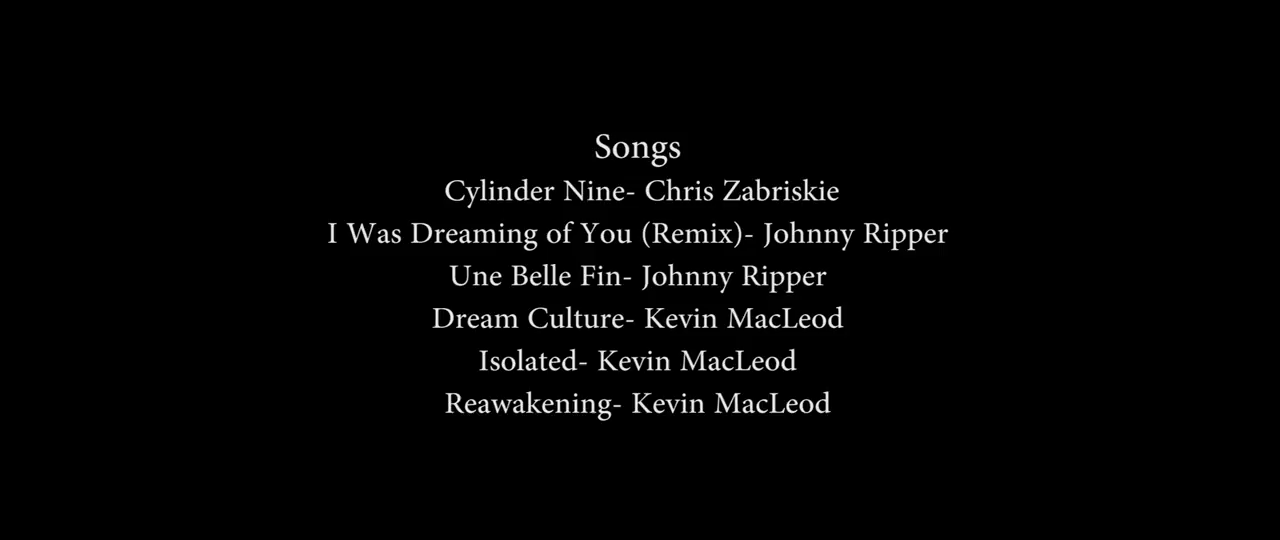 Songs
Cylinder Nine- Chris Zabriskie
I Was Dreaming of You (Remix)- Johnny Ripper
Une Belle Fin- Johnny Ripper
Dream Culture- Kevin MacLeod
Isolated- Kevin MacLeod
Reawakening- Kevin MacLeod